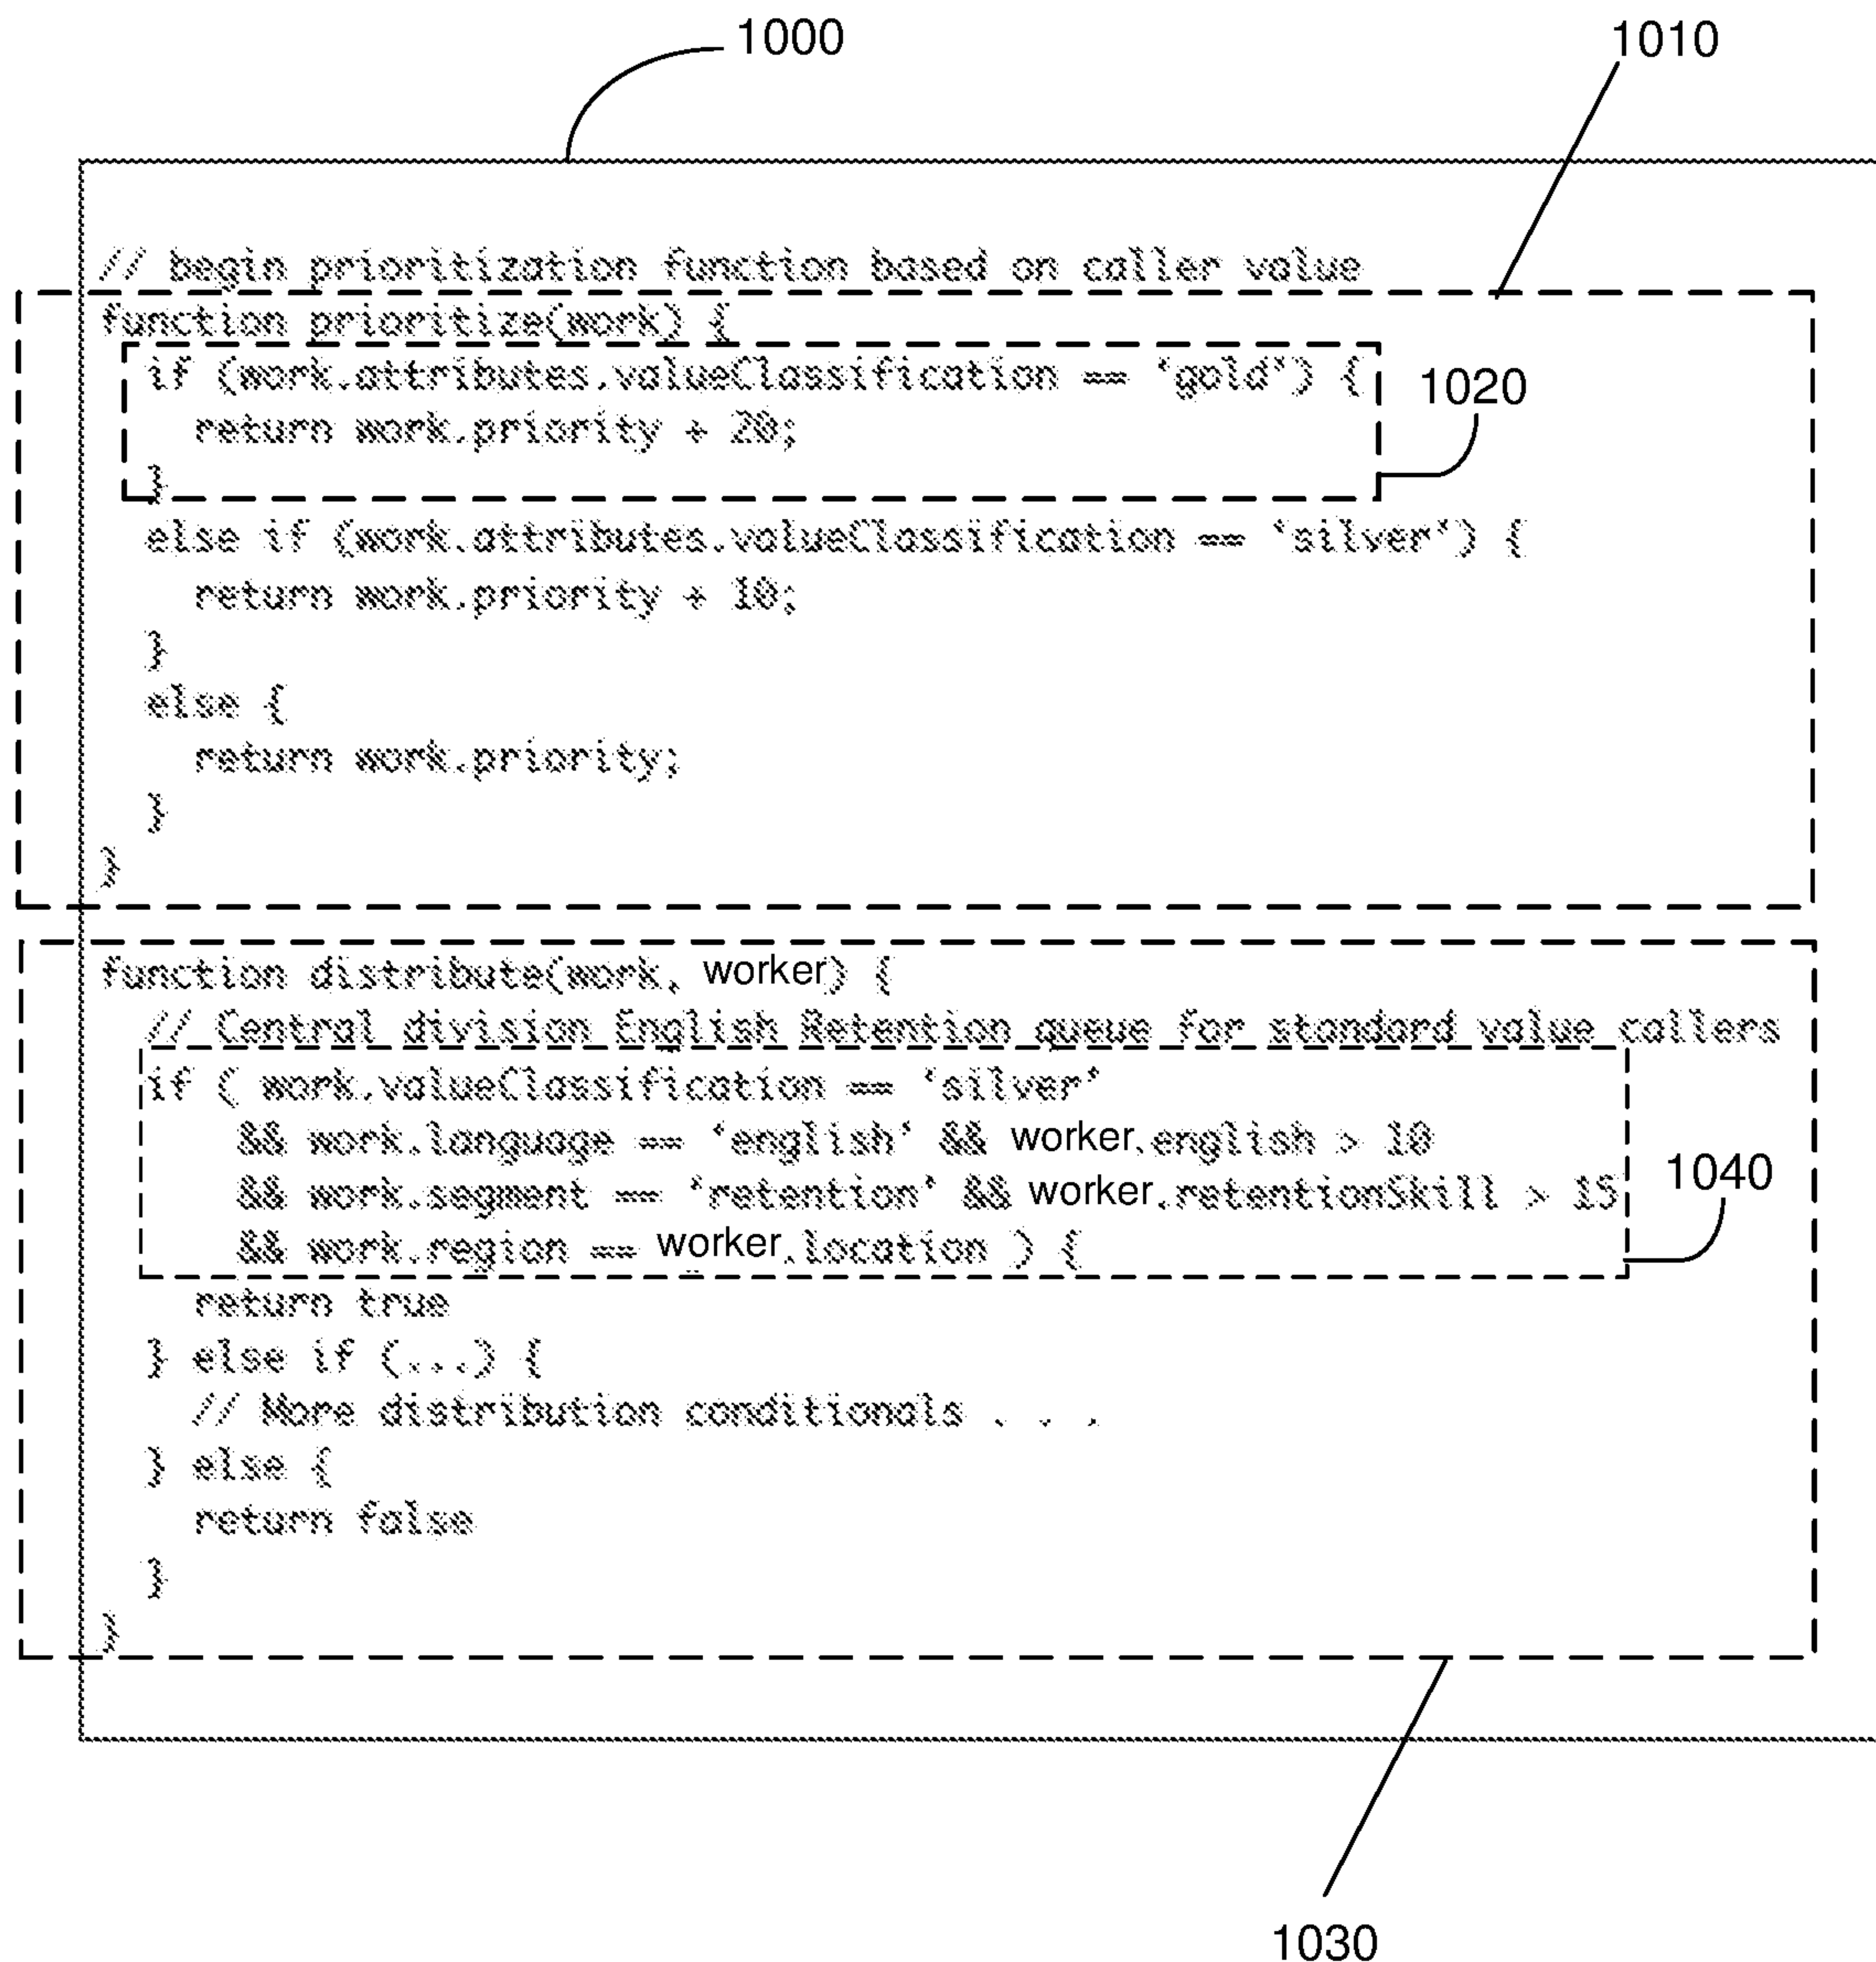 1000
1010
// begin prioritization function based on caller value
function prioritize(work) {
if (work.attributes.valueClassification == ‘gold’) {
1020
return work.priority + 20;
}
else if (work.attributes.valueClassification == ‘silver’) {
return work.priority + 10;
}
else {
return work.priority;
}
}
function distribute(work, worker) {
// Central division English Retention queue for standard value callers
if ( work.valueClassification == ‘silver‘
&& work.language == ‘english‘ && worker.english > 10
&& work.segment == ‘retention‘ && worker.retentionSkill > 15
1040
&& work.region == worker.location ) {
return true
} else if (...) {
// More distribution conditionals . . .
} else {
return false
}
}
1030